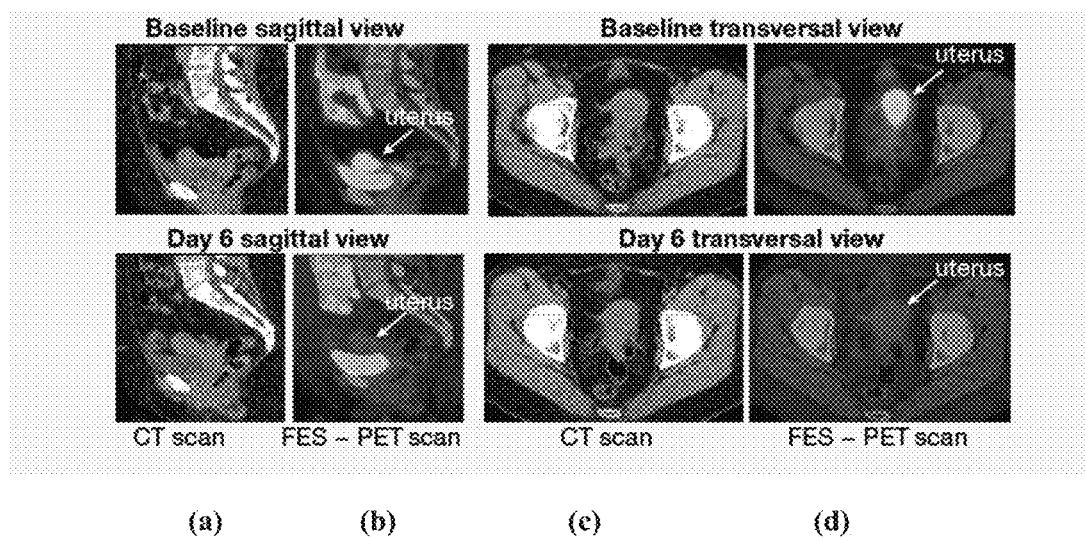 Baseline sagittal view
Baseline transversal view
uterus
uterus
Day 6 sagittal view
Day 6 transversal view
uterus
uterus
CT scan
FES – PET scan
CT scan
FES – PET scan
(a)
(b)
(c)
(d)